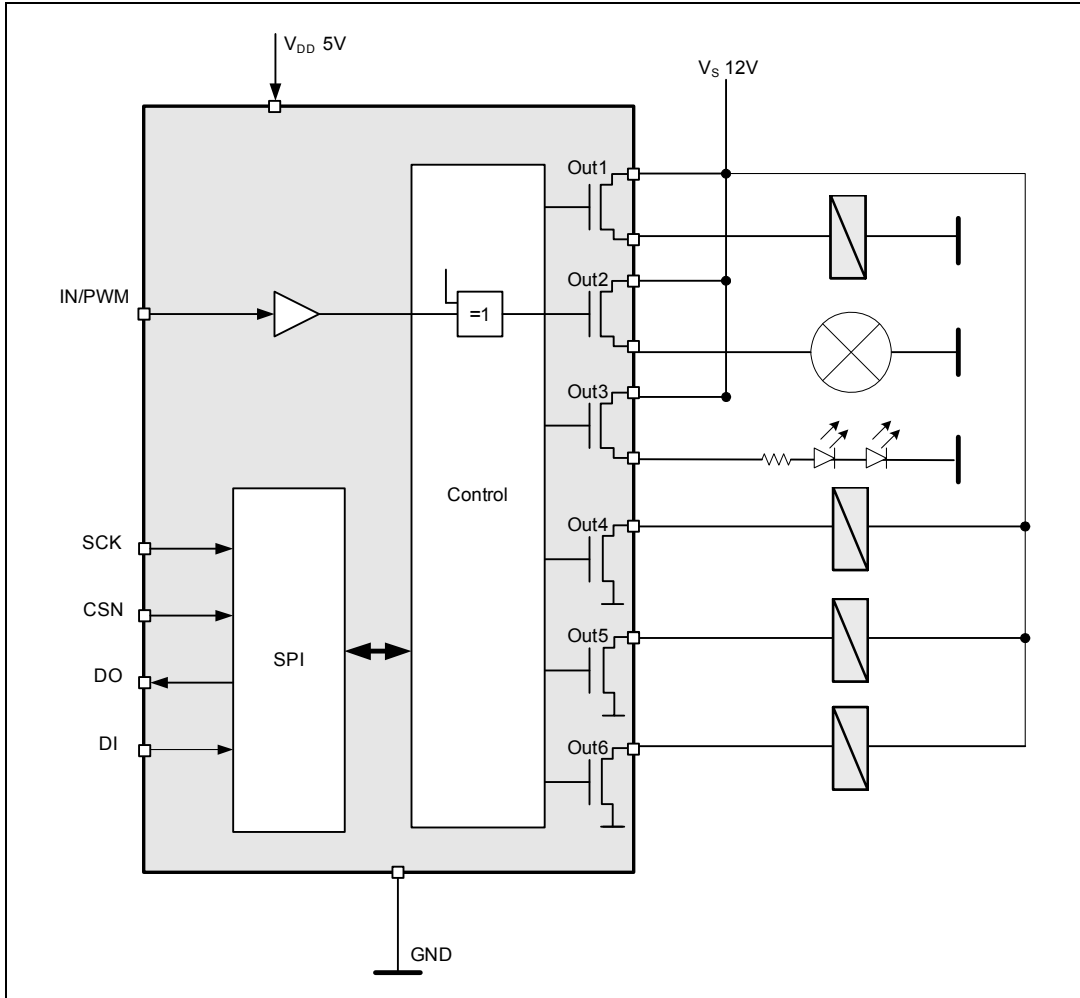 V_DD 5V
V_S 12V
Out1
Out2
IN/PWM
=1
Out3
Control
Out4
SCK
CSN
Out5
SPI
DO
DI
Out6
GND